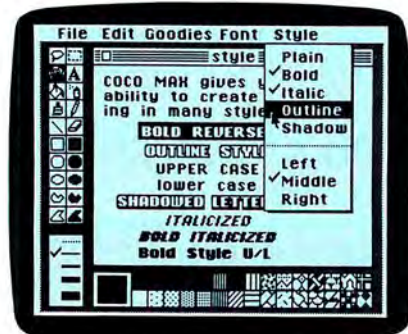 File Edit Goodies Font Style
style
Plain
✓Bold
✓Italic
Outline
Shadow
Left
✓Middle
Right
COCO MAX gives y
ability to create
ing in many style
BOLD REVERSE
OUTLINE STYL
UPPER CASE
lower case
SHADOWED LETTE
ITALICIZED
BOLD ITALICIZED
Bold Style U/L